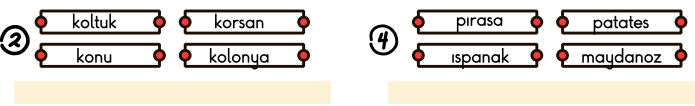 2 koltuk korsan
konu kolonya
4 pırasa patates
ıspanak maydanoz